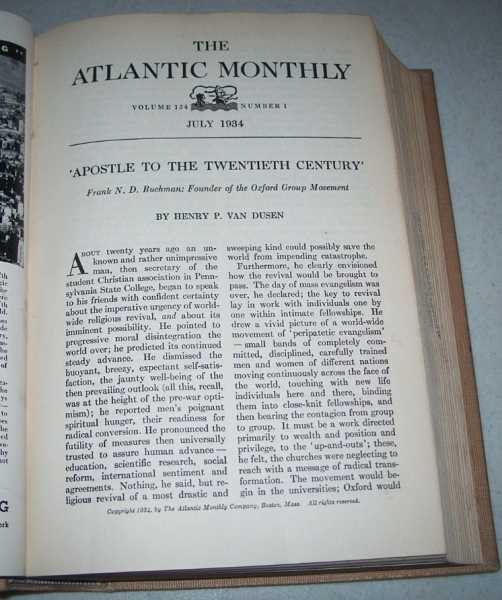 THE
ATLANTIC MONTHLY
VOLUME 154 NUMBER 1
JULY 1934
'APOSTLE TO THE TWENTIETH CENTURY'
Frank N. D. Buchman: Founder of the Oxford Group Movement
BY HENRY P. VAN DUSEN
ABOUT twenty years ago an un-
known and rather unimpressive
man, then secretary of the
student Christian association in Penn-
sylvania State College, began to speak
to his friends with confident certainty
about the imperative urgency of world-
wide religious revival, and about its
imminent possibility. He pointed to
progressive moral disintegration the
world over; he predicted its continued
steady advance. He dismissed the
buoyant, breezy, expectant self-satis-
faction, the jaunty well-being of the
then prevailing outlook (all this, recall,
was at the height of the pre-war opti-
mism); he reported men's poignant
spiritual hunger, their readiness for
radical conversion. He pronounced the
futility of measures then universally
trusted to assure human advance —
education, scientific research, social
reform, international sentiment and
agreements. Nothing, he said, but re-
ligious revival of a most drastic and
sweeping kind could possibly save the
world from impending catastrophe.
Furthermore, he clearly envisioned
how the revival would be brought to
pass. The day of mass evangelism was
over, he declared; the key to revival
lay in work with individuals one by
one within intimate fellowships. He
drew a vivid picture of a world-wide
movement of 'peripatetic evangelism'
— small bands of completely com-
mitted, disciplined, carefully trained
men and women of different nations
moving continuously across the face of
the world, touching with new life
individuals here and there, binding
them into close-knit fellowships, and
then bearing the contagion from group
to group. It must be a work directed
primarily to wealth and position and
privilege, to the 'up-and-outs'; these,
he felt, the churches were neglecting to
reach with a message of radical trans-
formation. The movement would be-
gin in the universities; Oxford would
Copyright 1934, by The Atlantic Monthly Company, Boston, Mass. All rights reserved.